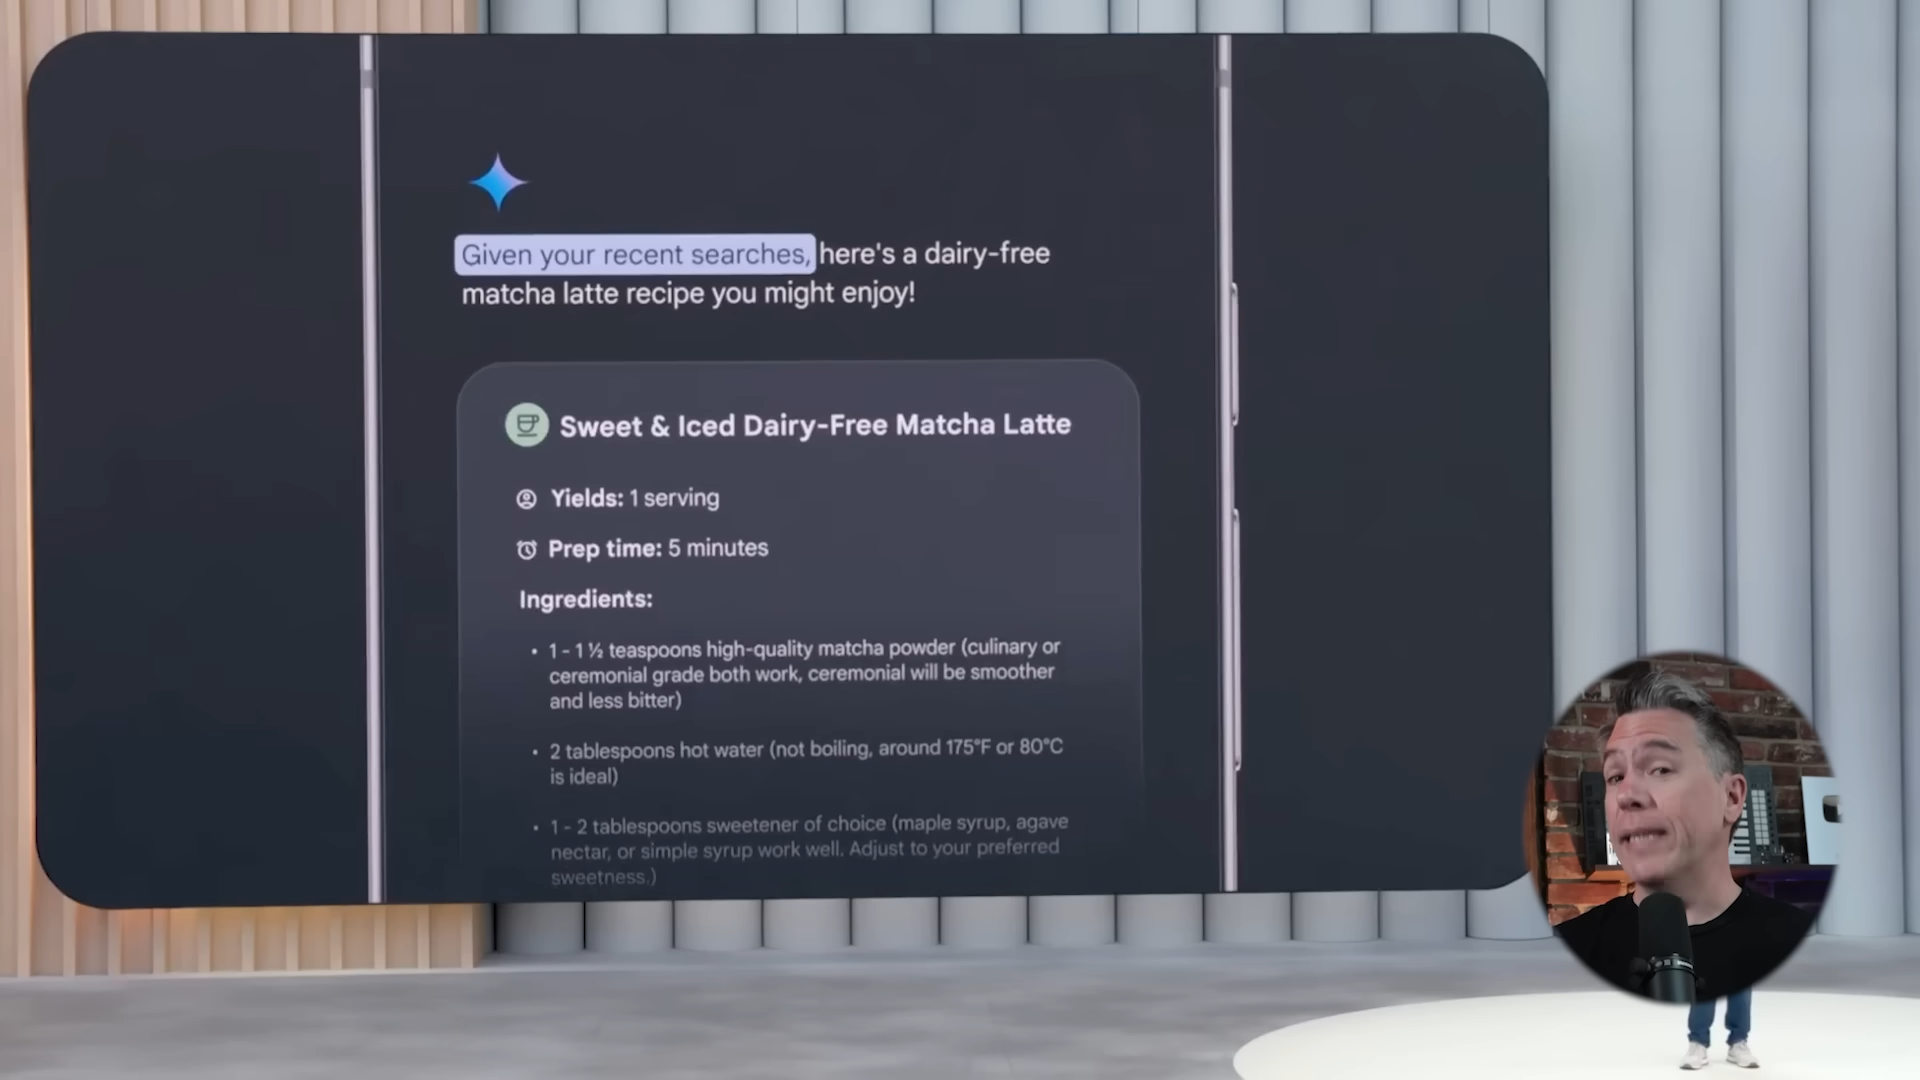 Given your recent searches, here's a dairy-free
matcha latte recipe you might enjoy!
Sweet & Iced Dairy-Free Matcha Latte
Yields: 1 serving
Prep time: 5 minutes
Ingredients:
• 1 - 1 ½ teaspoons high-quality matcha powder (culinary or
ceremonial grade both work, ceremonial will be smoother
and less bitter)
• 2 tablespoons hot water (not boiling, around 175°F or 80°C
is ideal)
• 1 - 2 tablespoons sweetener of choice (maple syrup, agave
nectar, or simple syrup work well. Adjust to your preferred
sweetness.)